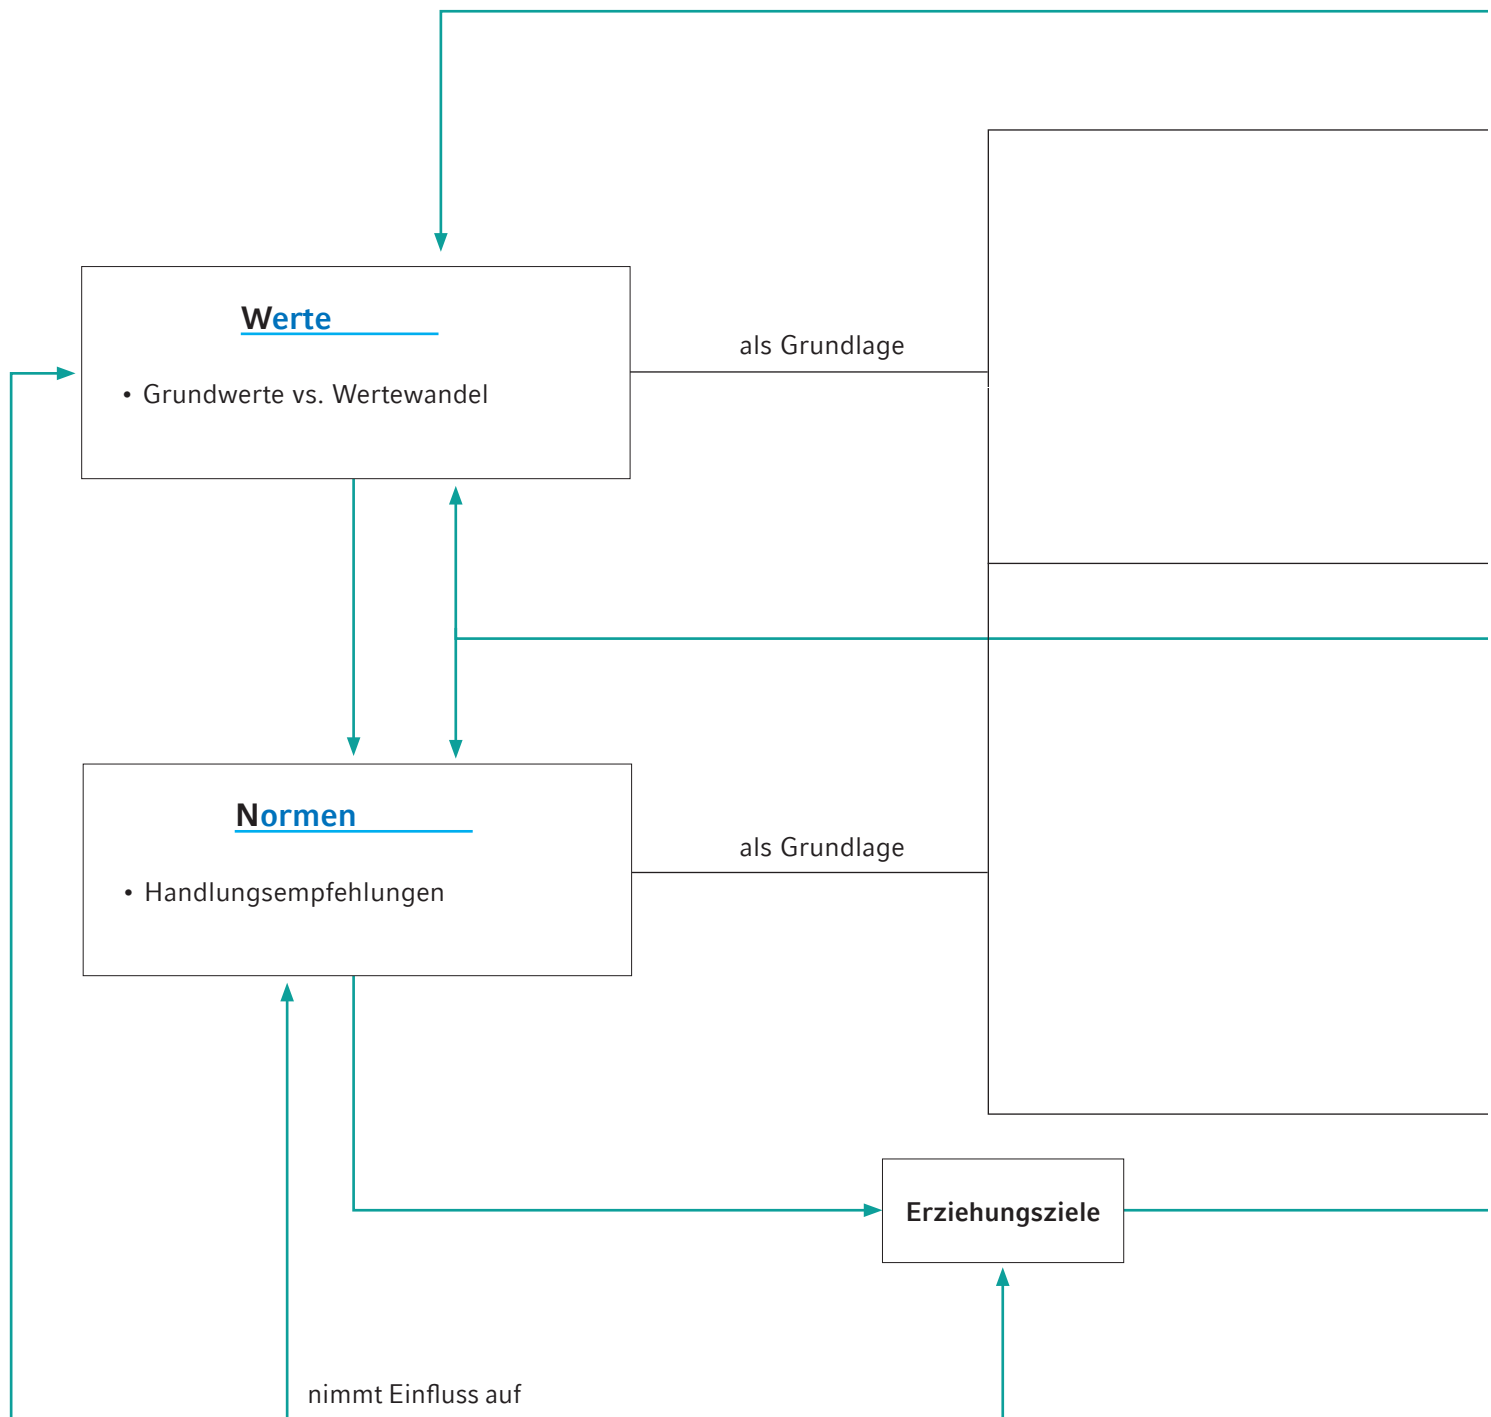 Werte
als Grundlage
• Grundwerte vs. Wertewandel
Normen
als Grundlage
• Handlungsempfehlungen
Erziehungsziele
nimmt Einfluss auf